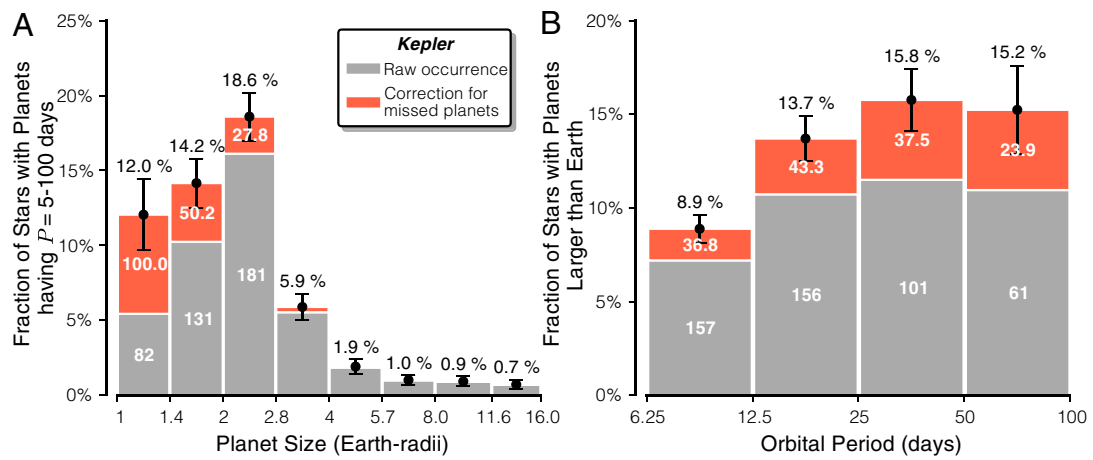 A
Fraction of Stars with Planets
having P = 5-100 days
25%
20%
15%
10%
5%
0%
Kepler
Raw occurrence
Correction for
missed planets
12.0 %
14.2 %
18.6 %
5.9 %
1.9 %
1.0 %
0.9 %
0.7 %
100.0
50.2
27.8
82
131
181
1 1.4 2 2.8 4 5.7 8.0 11.6 16.0
Planet Size (Earth-radii)
B
Fraction of Stars with Planets
Larger than Earth
20%
15%
10%
5%
0%
8.9 %
13.7 %
15.8 %
15.2 %
36.8
43.3
37.5
23.9
157
156
101
61
6.25 12.5 25 50 100
Orbital Period (days)